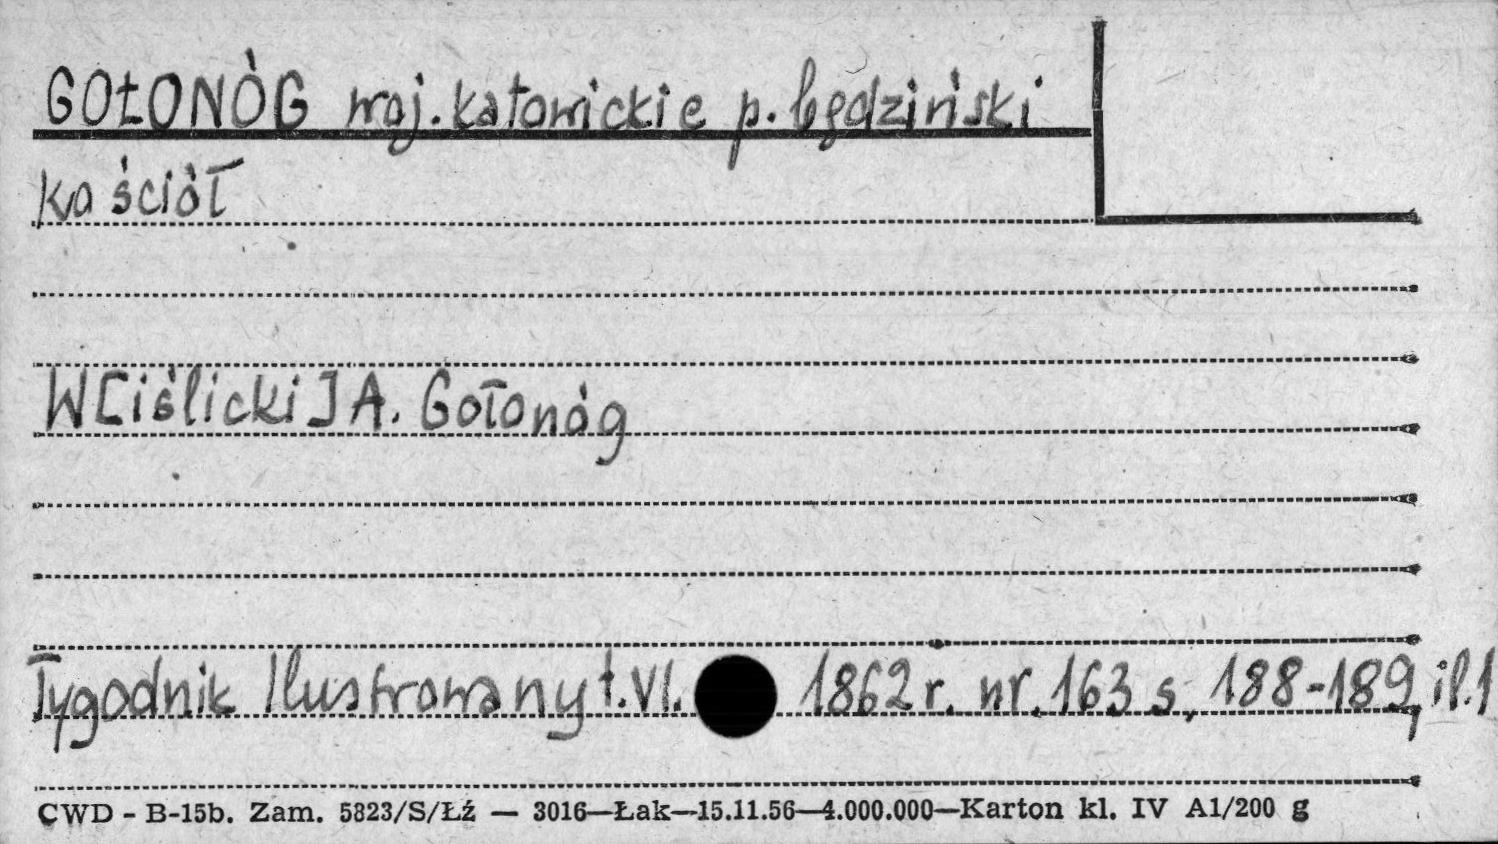 GOŁONÓG woj. katowickie p. będziński
kościół
W[iślicki] A. Gołonóg
Tygodnik Ilustrowany t.VI. 1862 r. nr. 163 s, 188-189, il.1
CWD - B-15b. Zam. 5823/S/Łź — 3016—Łak—15.11.56—4.000.000—Karton kl. IV A1/200 g